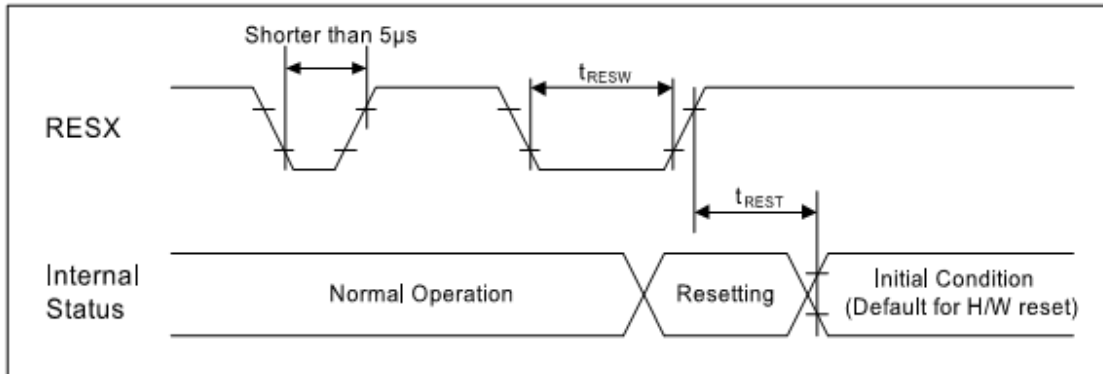 Shorter than 5µs
tRESW
RESX
tREST
Internal
Status
Normal Operation
Resetting
Initial Condition
(Default for H/W reset)